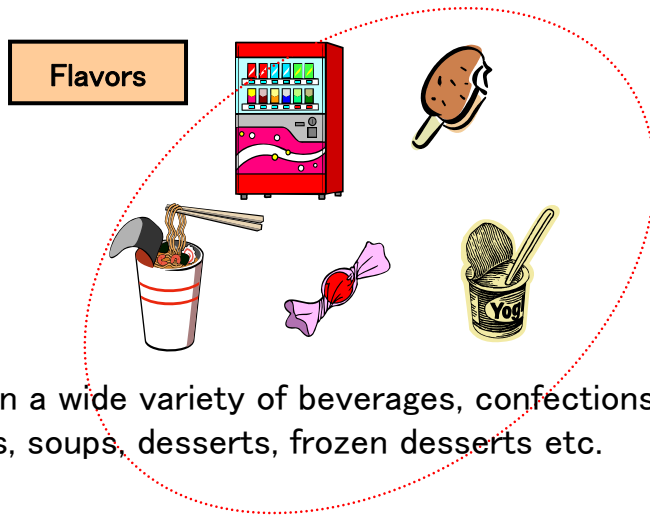 Flavors
Yog
n a wide variety of beverages, confections
s, soups, desserts, frozen desserts etc.